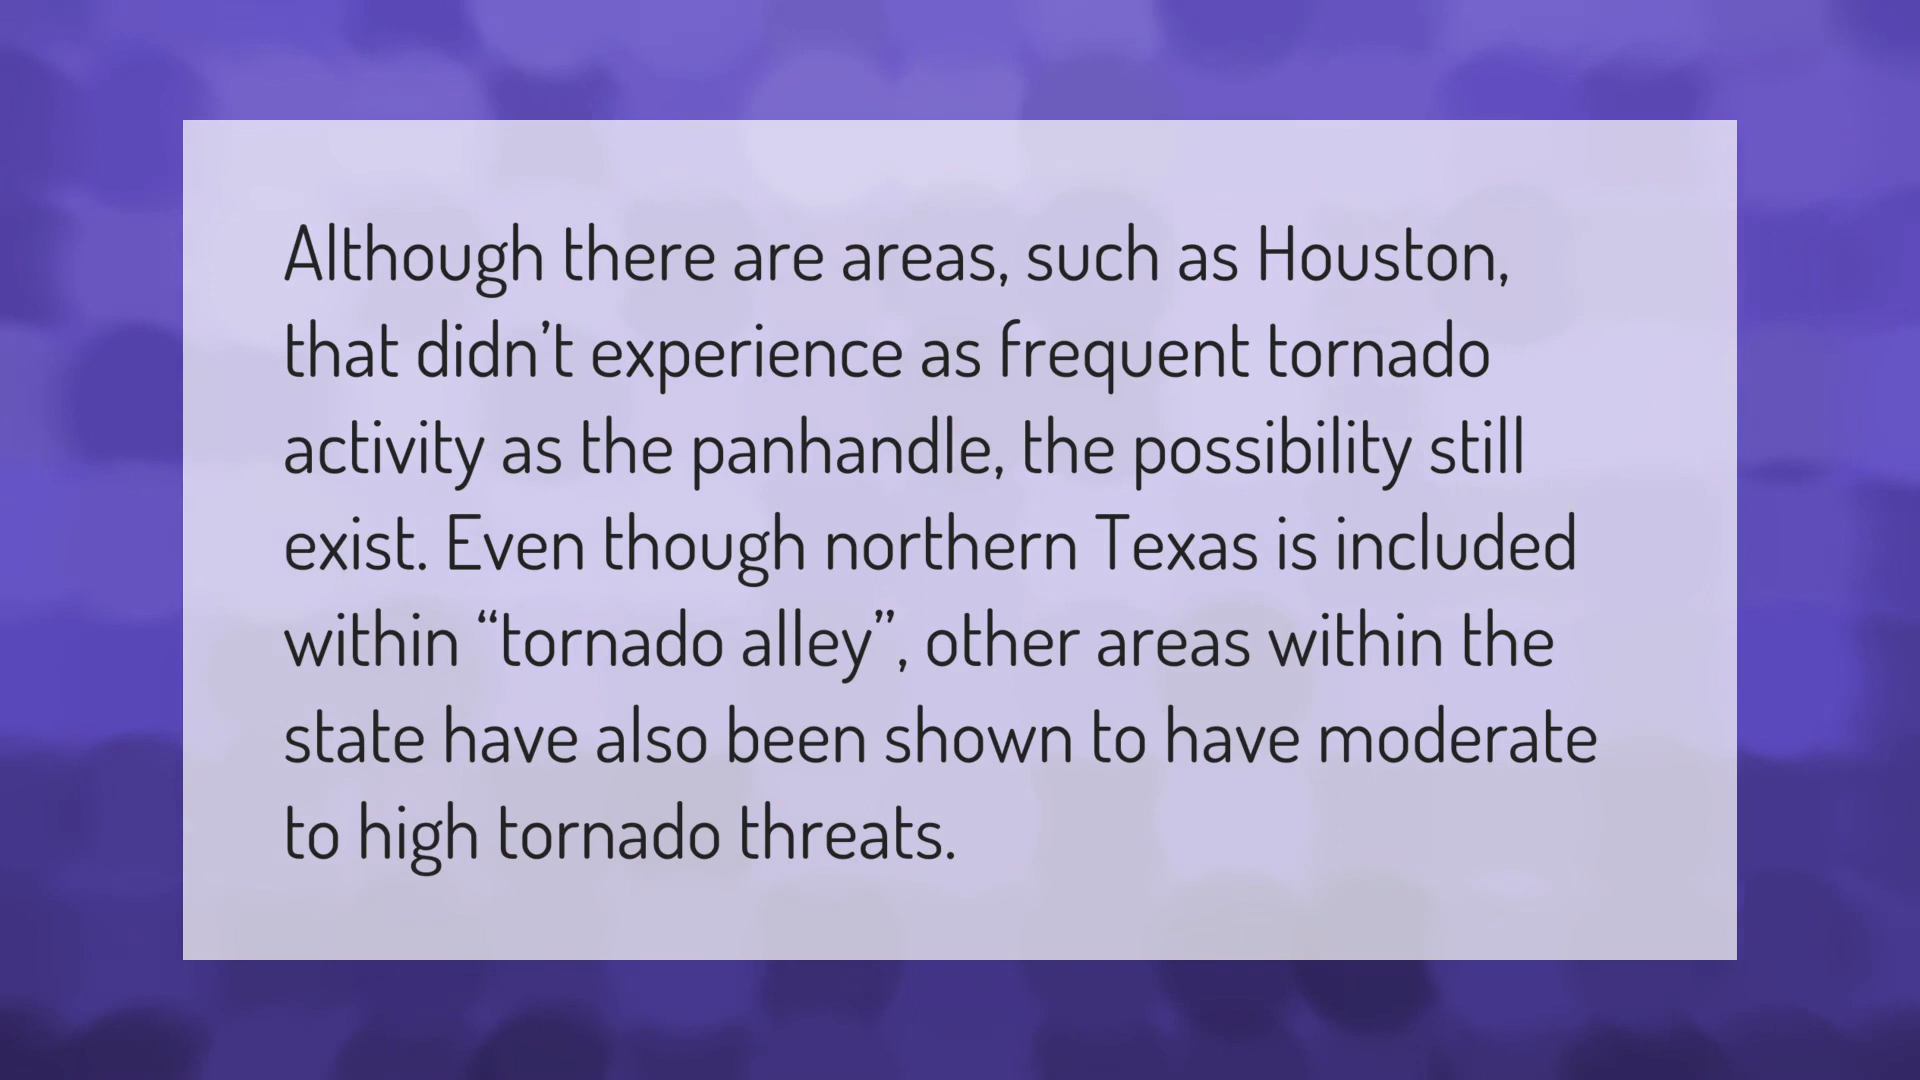 Although there are areas, such as Houston,
that didn’t experience as frequent tornado
activity as the panhandle, the possibility still
exist. Even though northern Texas is included
within “tornado alley”, other areas within the
state have also been shown to have moderate
to high tornado threats.